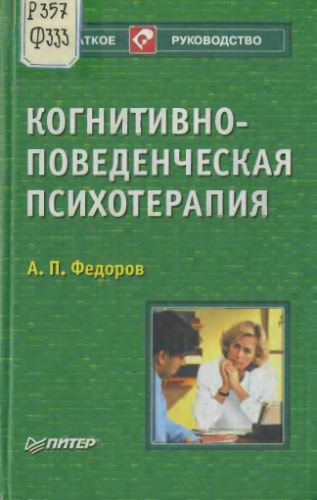 Р357
Ф333
АТКОЕ
РУКОВОДСТВО
КОГНИТИВНО-
ПОВЕДЕНЧЕСКАЯ
ПСИХОТЕРАПИЯ
А. П. Федоров
ПИТЕР